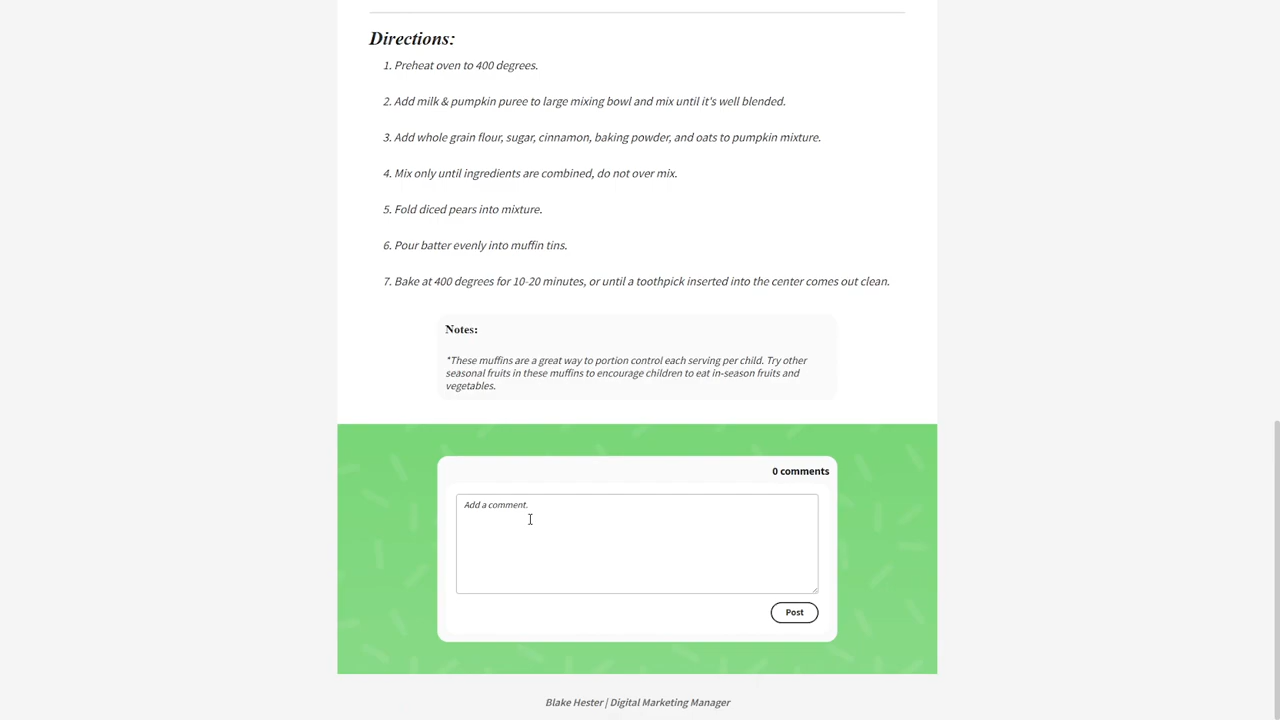 Directions:
1. Preheat oven to 400 degrees.
2. Add milk & pumpkin puree to large mixing bowl and mix until it's well blended.
3. Add whole grain flour, sugar, cinnamon, baking powder, and oats to pumpkin mixture.
4. Mix only until ingredients are combined, do not over mix.
5. Fold diced pears into mixture.
6. Pour batter evenly into muffin tins.
7. Bake at 400 degrees for 10-20 minutes, or until a toothpick inserted into the center comes out clean.
Notes:
*These muffins are a great way to portion control each serving per child. Try other
seasonal fruits in these muffins to encourage children to eat in-season fruits and
vegetables.
0 comments
Add a comment.
Post
Blake Hester | Digital Marketing Manager